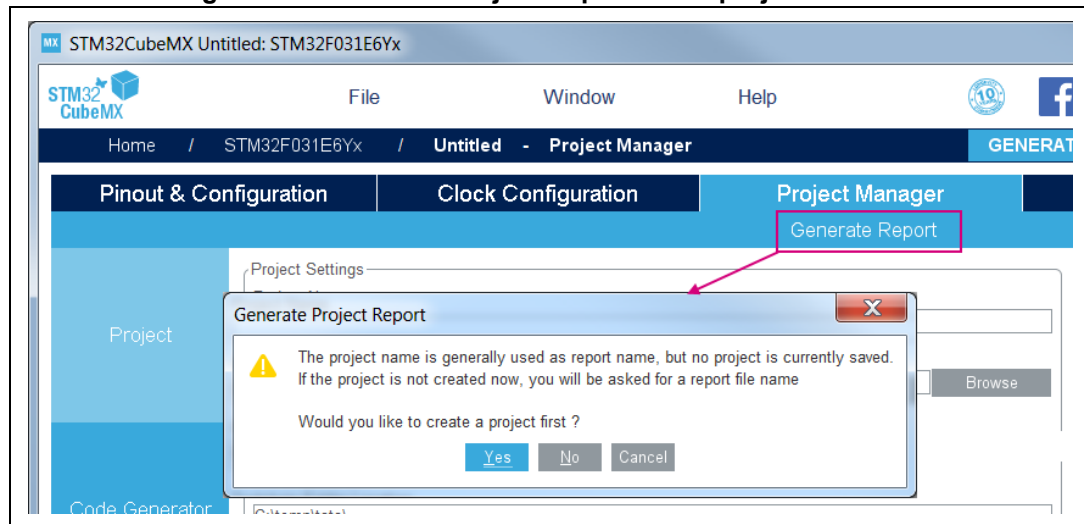 STM32CubeMX Untitled: STM32F031E6Yx
STM32 CubeMX
File Window Help
10
f
Home / STM32F031E6Yx / Untitled - Project Manager
GENERAT
Pinout & Configuration
Clock Configuration
Project Manager
Generate Report
Project Settings
Project
Generate Project Report
X
The project name is generally used as report name, but no project is currently saved.
If the project is not created now, you will be asked for a report file name
Browse
Would you like to create a project first ?
Yes No Cancel
Code Generator